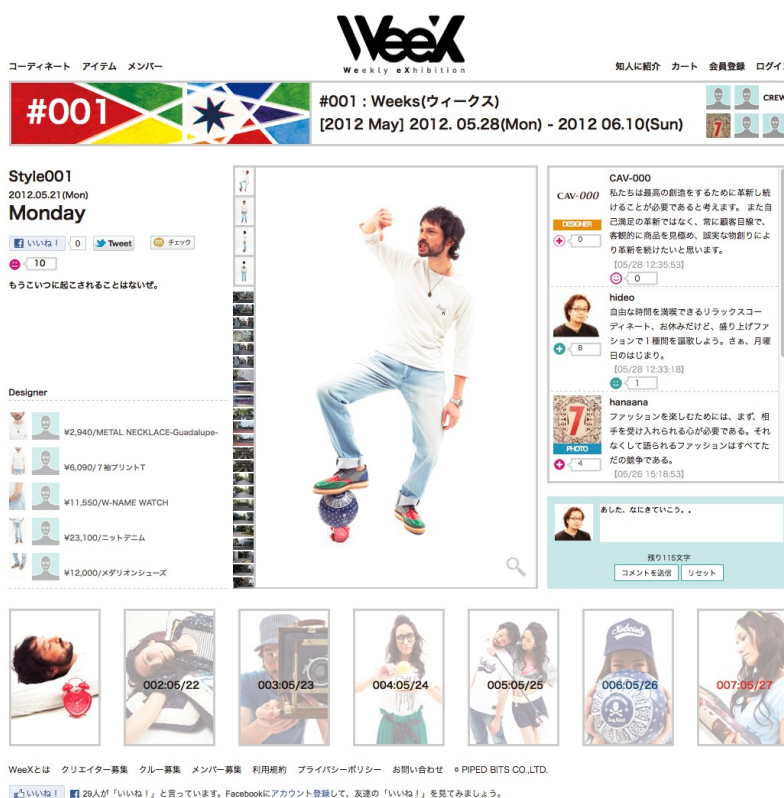 WeeX
Weekly eXhibition
コーディネート アイテム メンバー
知人に紹介 カート 会員登録 ログイン
#001
#001 : Weeks(ウィークス)
[2012 May] 2012. 05.28(Mon) - 2012 06.10(Sun)
CREW
7
Style001
2012.05.21(Mon)
Monday
いいね！ 0 Tweet チェック
10
もうこいつに起こされることはないぜ。
Designer
¥2,940/METAL NECKLACE-Guadalupe-
¥6,090/７袖プリントT
¥11,550/W-NAME WATCH
¥23,100/ニットデニム
¥12,000/メダリオンシューズ
CAV-000
CAV-000
DESIGNER
0
私たちは最高の創造をするために革新し続
けることが必要であると考えます。 また自
己満足の革新ではなく、常に顧客目線で、
客観的に商品を見極め、誠実な物創りによ
り革新を続けたいと思います。
[05/28 12:35:53]
0
hideo
8
自由な時間を満喫できるリラックスコー
ディネート、お休みだけど、盛り上げファ
ションで１種間を謳歌しよう。さぁ、月曜
日のはじまり。
[05/28 12:33:18]
1
hanaana
7
PHOTO
4
ファッションを楽しむためには、まず、相
手を受け入れられる心が必要である。それ
なくして語られるファッションはすべてた
だの競争である。
[05/26 15:18:53]
あした、なにきていこう。。
残り115文字
コメントを送信 リセット
002:05/22
003:05/23
004:05/24
005:05/25
Subciety
006:05/26
007:05/27
WeeXとは クリエイター募集 クルー募集 メンバー募集 利用規約 プライバシーポリシー お問い合わせ © PIPED BITS CO.,LTD.
いいね！ 29人が「いいね！」と言っています。Facebookにアカウント登録して、友達の「いいね！」を見てみましょう。